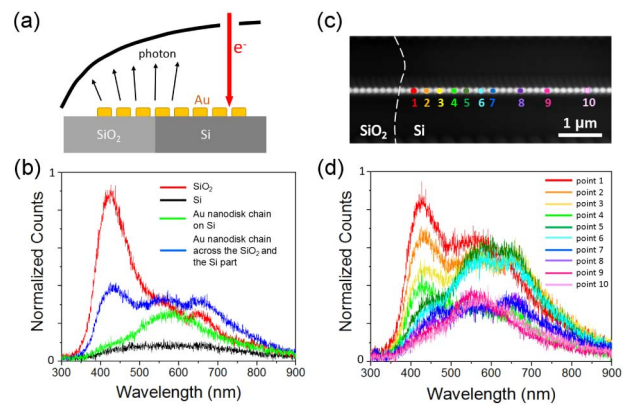 (a)
photon
e-
Au
SiO2
Si
(b)
1
0
Normalized Counts
SiO2
Si
Au nanodisk chain
on Si
Au nanodisk chain
across the SiO2 and
the Si part
300 400 500 600 700 800 900
Wavelength (nm)
(c)
1 2 3 4 5 6 7 8 9 10
SiO2
Si
1 μm
(d)
1
0
Normalized Counts
point 1
point 2
point 3
point 4
point 5
point 6
point 7
point 8
point 9
point 10
300 400 500 600 700 800 900
Wavelength (nm)